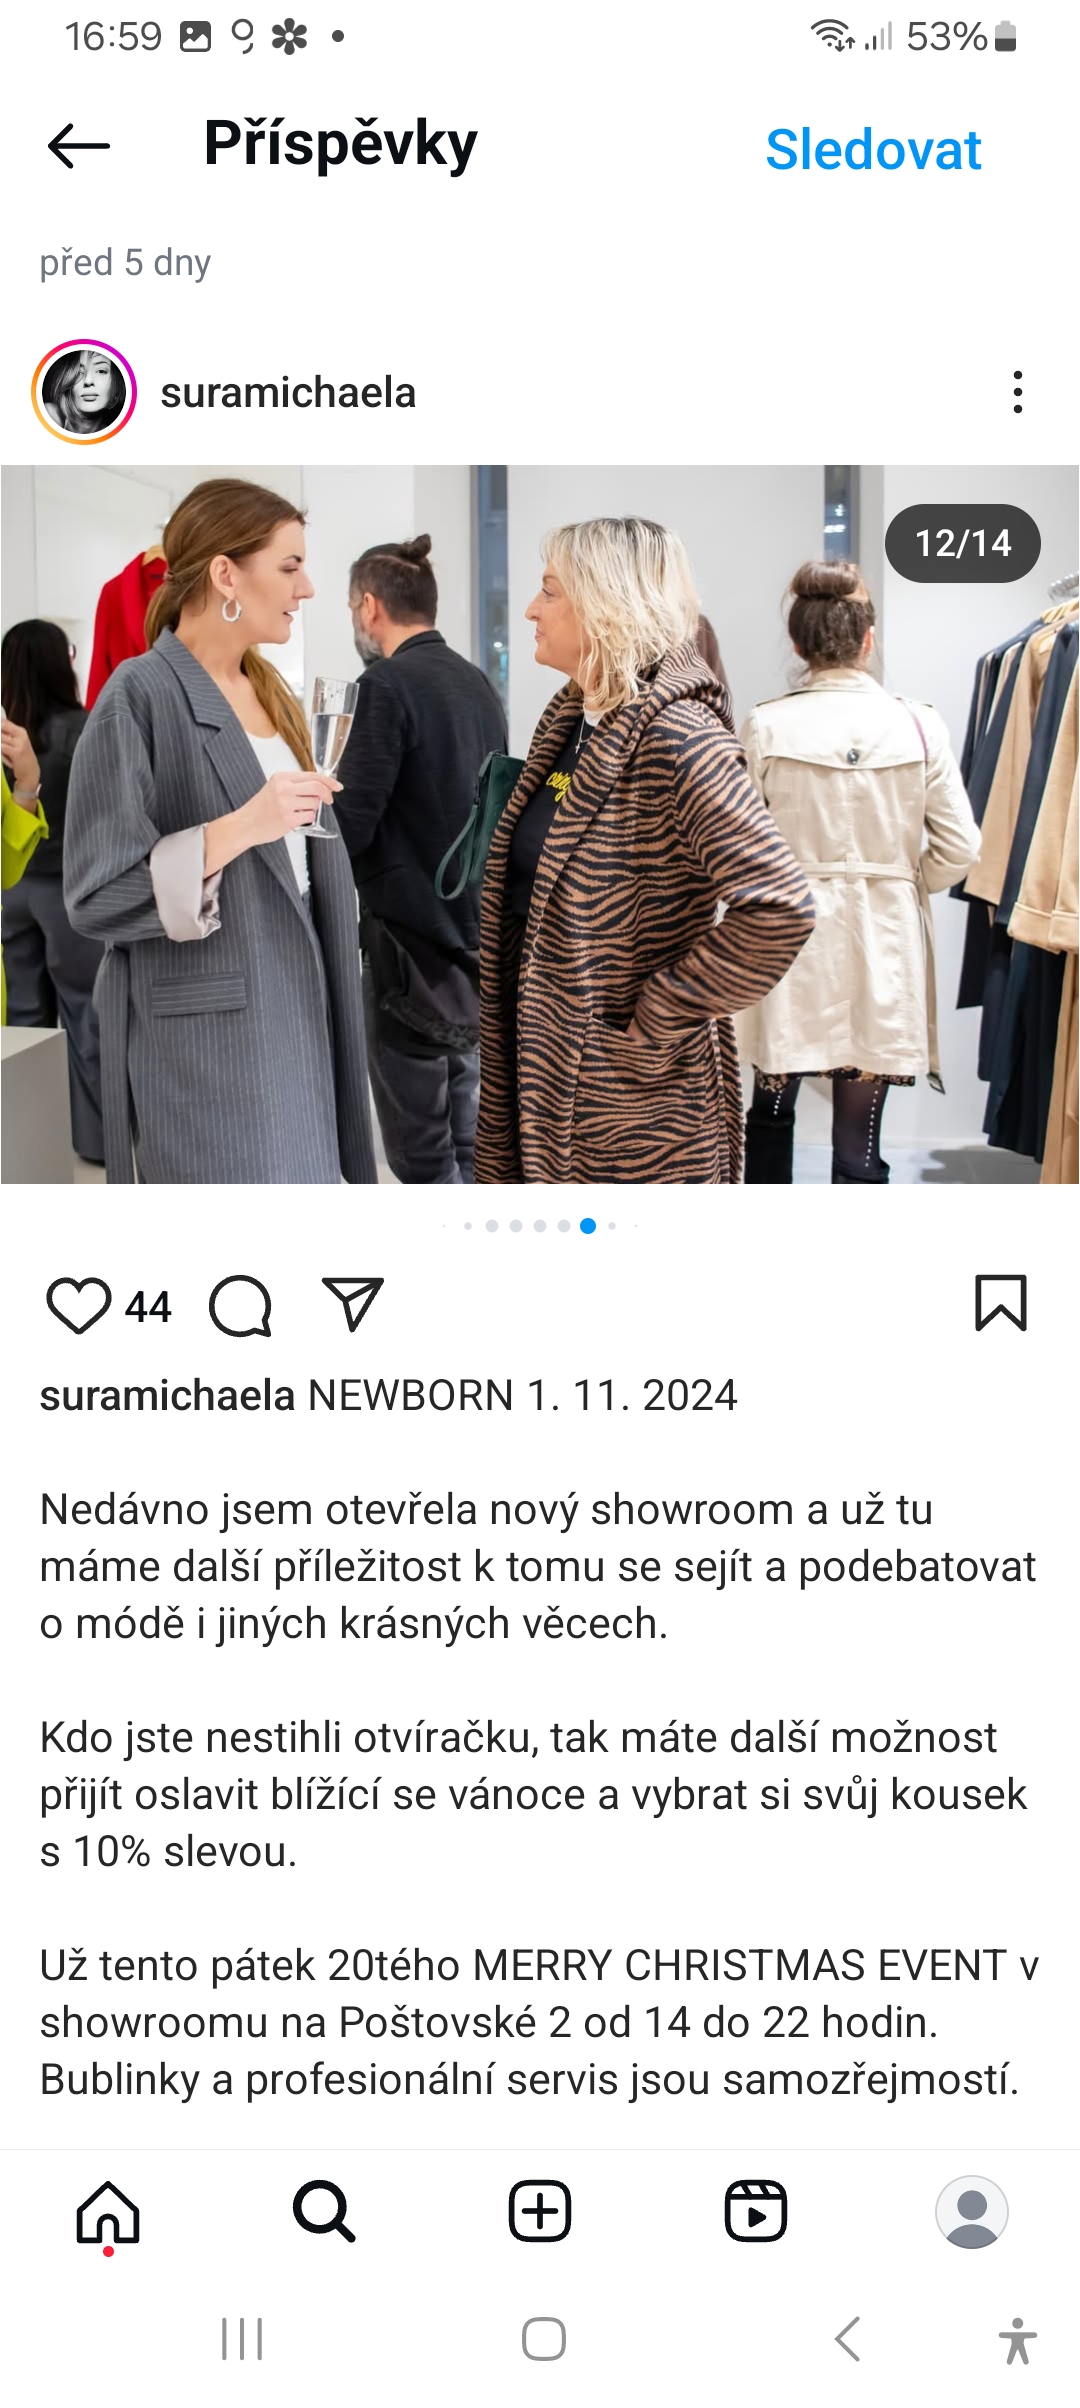 16:59
53%
Příspěvky
Sledovat
před 5 dny
suramichaela
12/14
44
suramichaela NEWBORN 1. 11. 2024
Nedávno jsem otevřela nový showroom a už tu
máme další příležitost k tomu se sejít a podebatovat
o módě i jiných krásných věcech.
Kdo jste nestihli otvíračku, tak máte další možnost
přijít oslavit blížící se vánoce a vybrat si svůj kousek
s 10% slevou.
Už tento pátek 20tého MERRY CHRISTMAS EVENT v
showroomu na Poštovské 2 od 14 do 22 hodin.
Bublinky a profesionální servis jsou samozřejmostí.